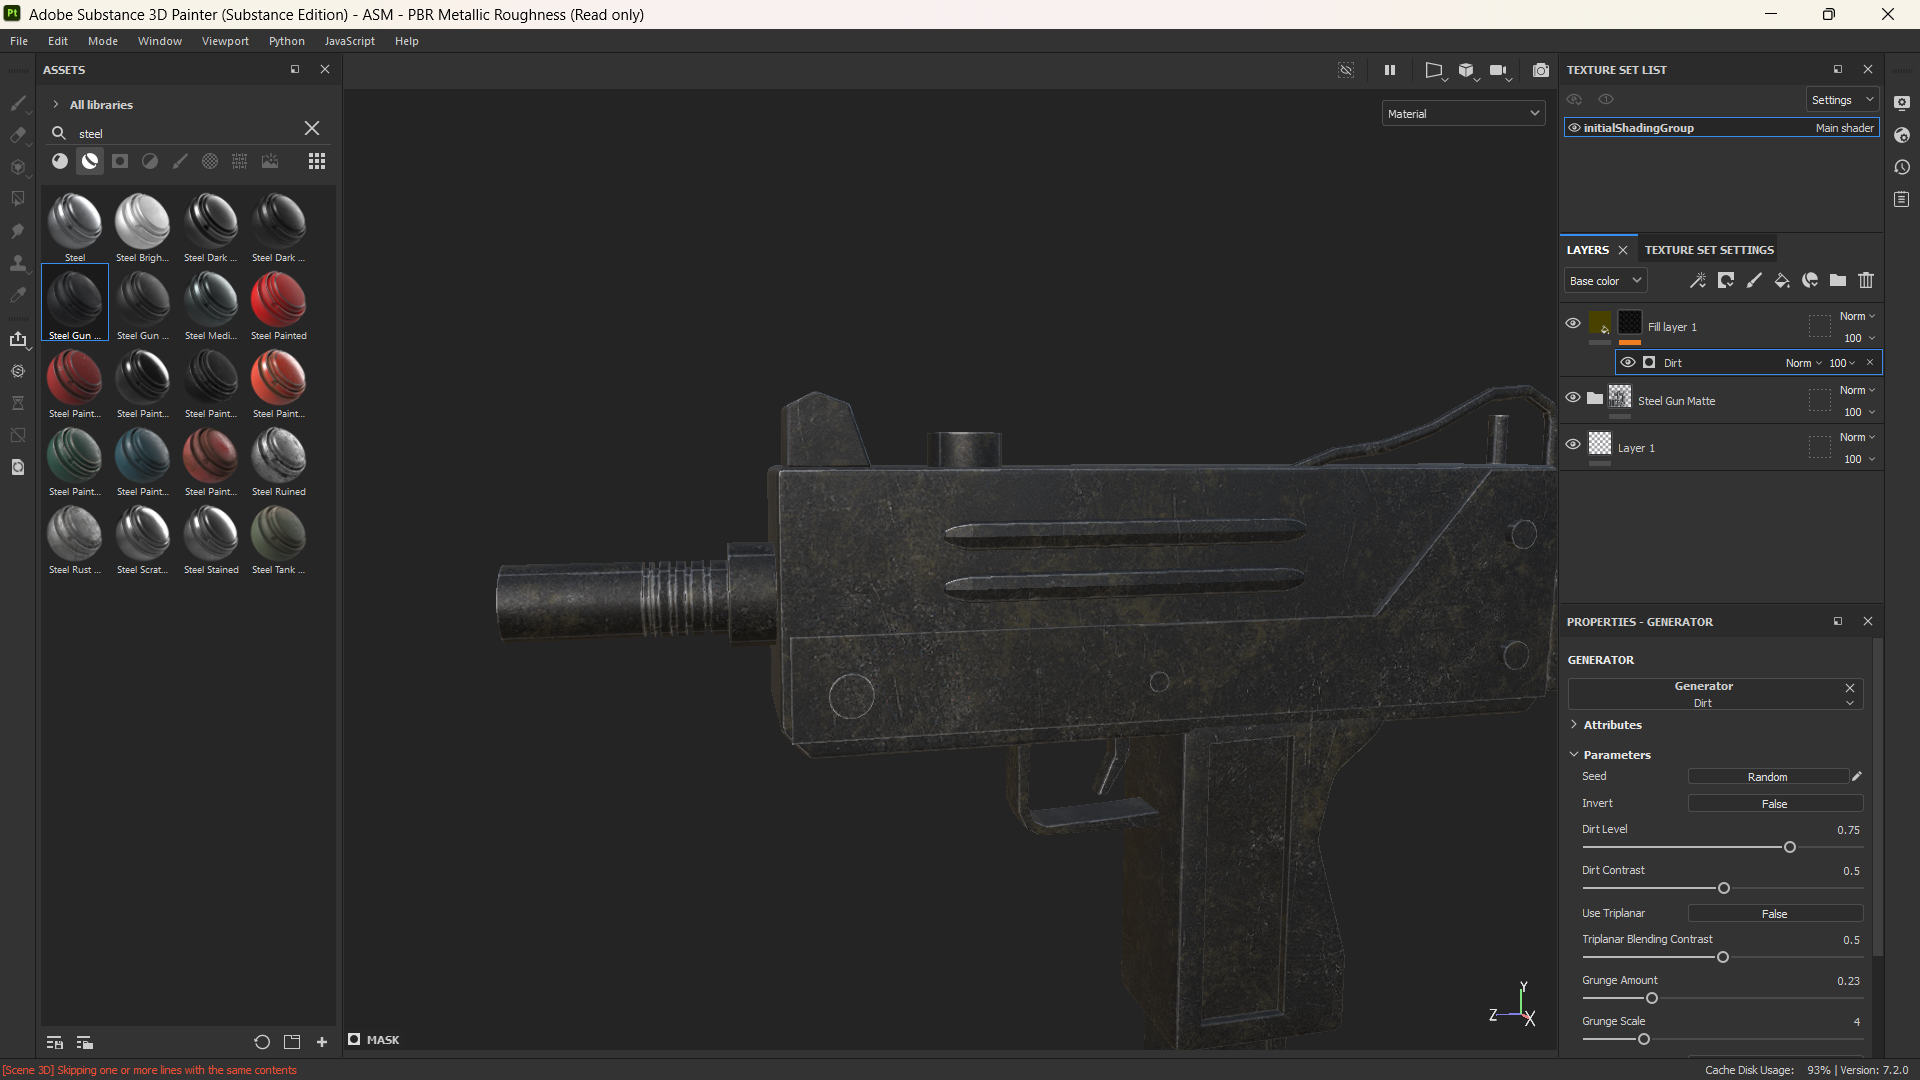 Pt Adobe Substance 3D Painter (Substance Edition) - ASM - PBR Metallic Roughness (Read only)
File Edit Mode Window Viewport Python JavaScript Help
ASSETS
All libraries
steel
Steel Steel Brigh... Steel Dark ... Steel Dark ...
Steel Gun ... Steel Gun ... Steel Medi... Steel Painted
Steel Paint... Steel Paint... Steel Paint... Steel Paint...
Steel Paint... Steel Paint... Steel Paint... Steel Ruined
Steel Rust ... Steel Scrat... Steel Stained Steel Tank ...
Material
Y
Z
X
MASK
TEXTURE SET LIST
Settings
initialShadingGroup Main shader
LAYERS TEXTURE SET SETTINGS
Base color
Fill layer 1 Norm
100
Dirt Norm 100
Steel Gun Matte Norm
100
Layer 1 Norm
100
PROPERTIES - GENERATOR
GENERATOR
Generator
Dirt
Attributes
Parameters
Seed Random
Invert False
Dirt Level 0.75
Dirt Contrast 0.5
Use Triplanar False
Triplanar Blending Contrast 0.5
Grunge Amount 0.23
Grunge Scale 4
[Scene 3D] Skipping one or more lines with the same contents
Cache Disk Usage: 93% | Version: 7.2.0